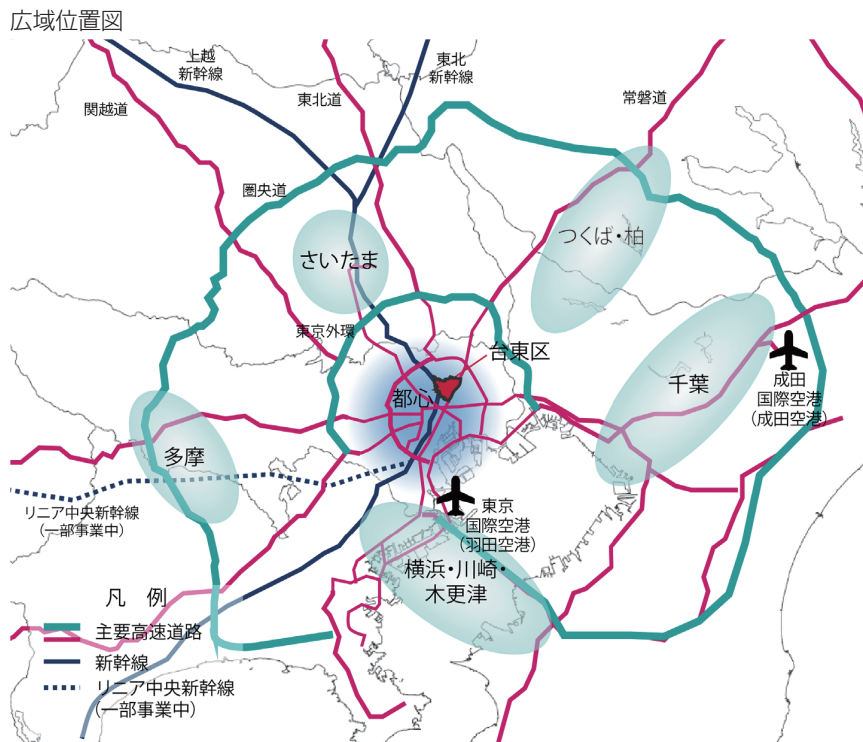 広域位置図
上越
新幹線
東北
新幹線
関越道
東北道
常磐道
圏央道
つくば・柏
さいたま
東京外環
台東区
都心
千葉
成田
国際空港
(成田空港)
多摩
リニア中央新幹線
(一部事業中)
東京
国際空港
(羽田空港)
横浜・川崎・
木更津
凡 例
主要高速道路
新幹線
リニア中央新幹線
(一部事業中)